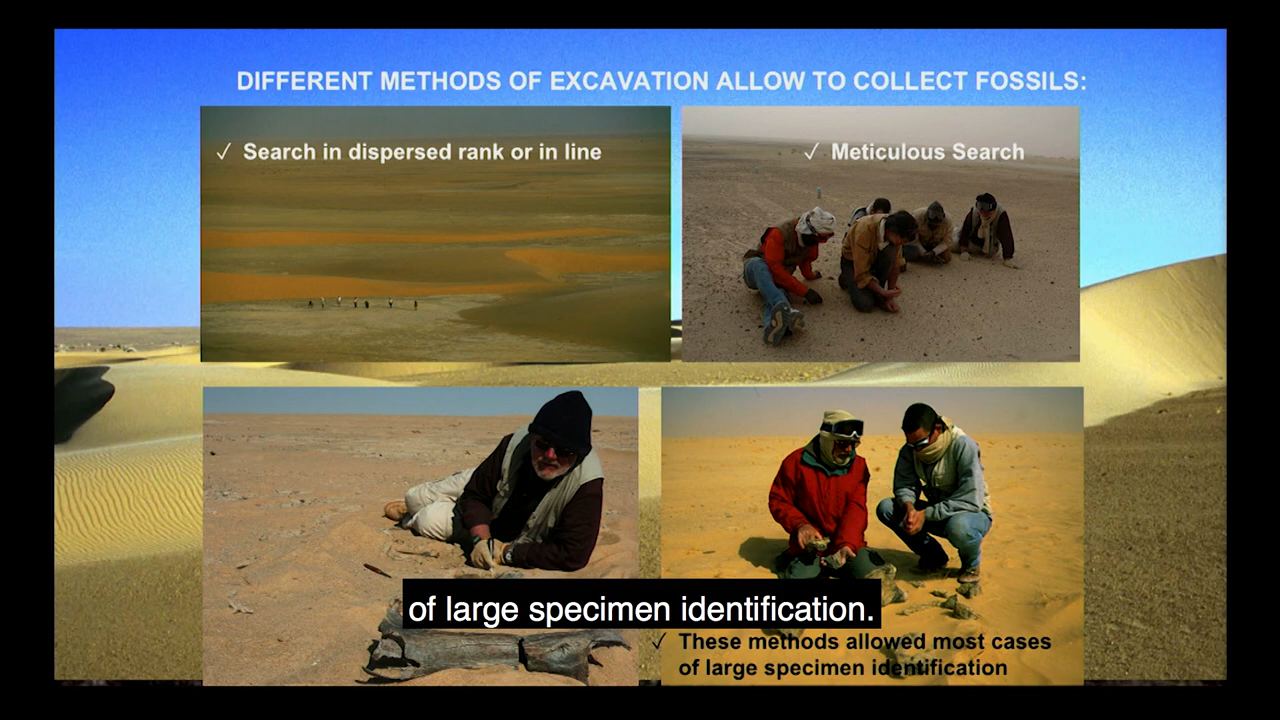 DIFFERENT METHODS OF EXCAVATION ALLOW TO COLLECT FOSSILS:
✓ Search in dispersed rank or in line
✓ Meticulous Search
of large specimen identification.
✓ These methods allowed most cases
of large specimen identification